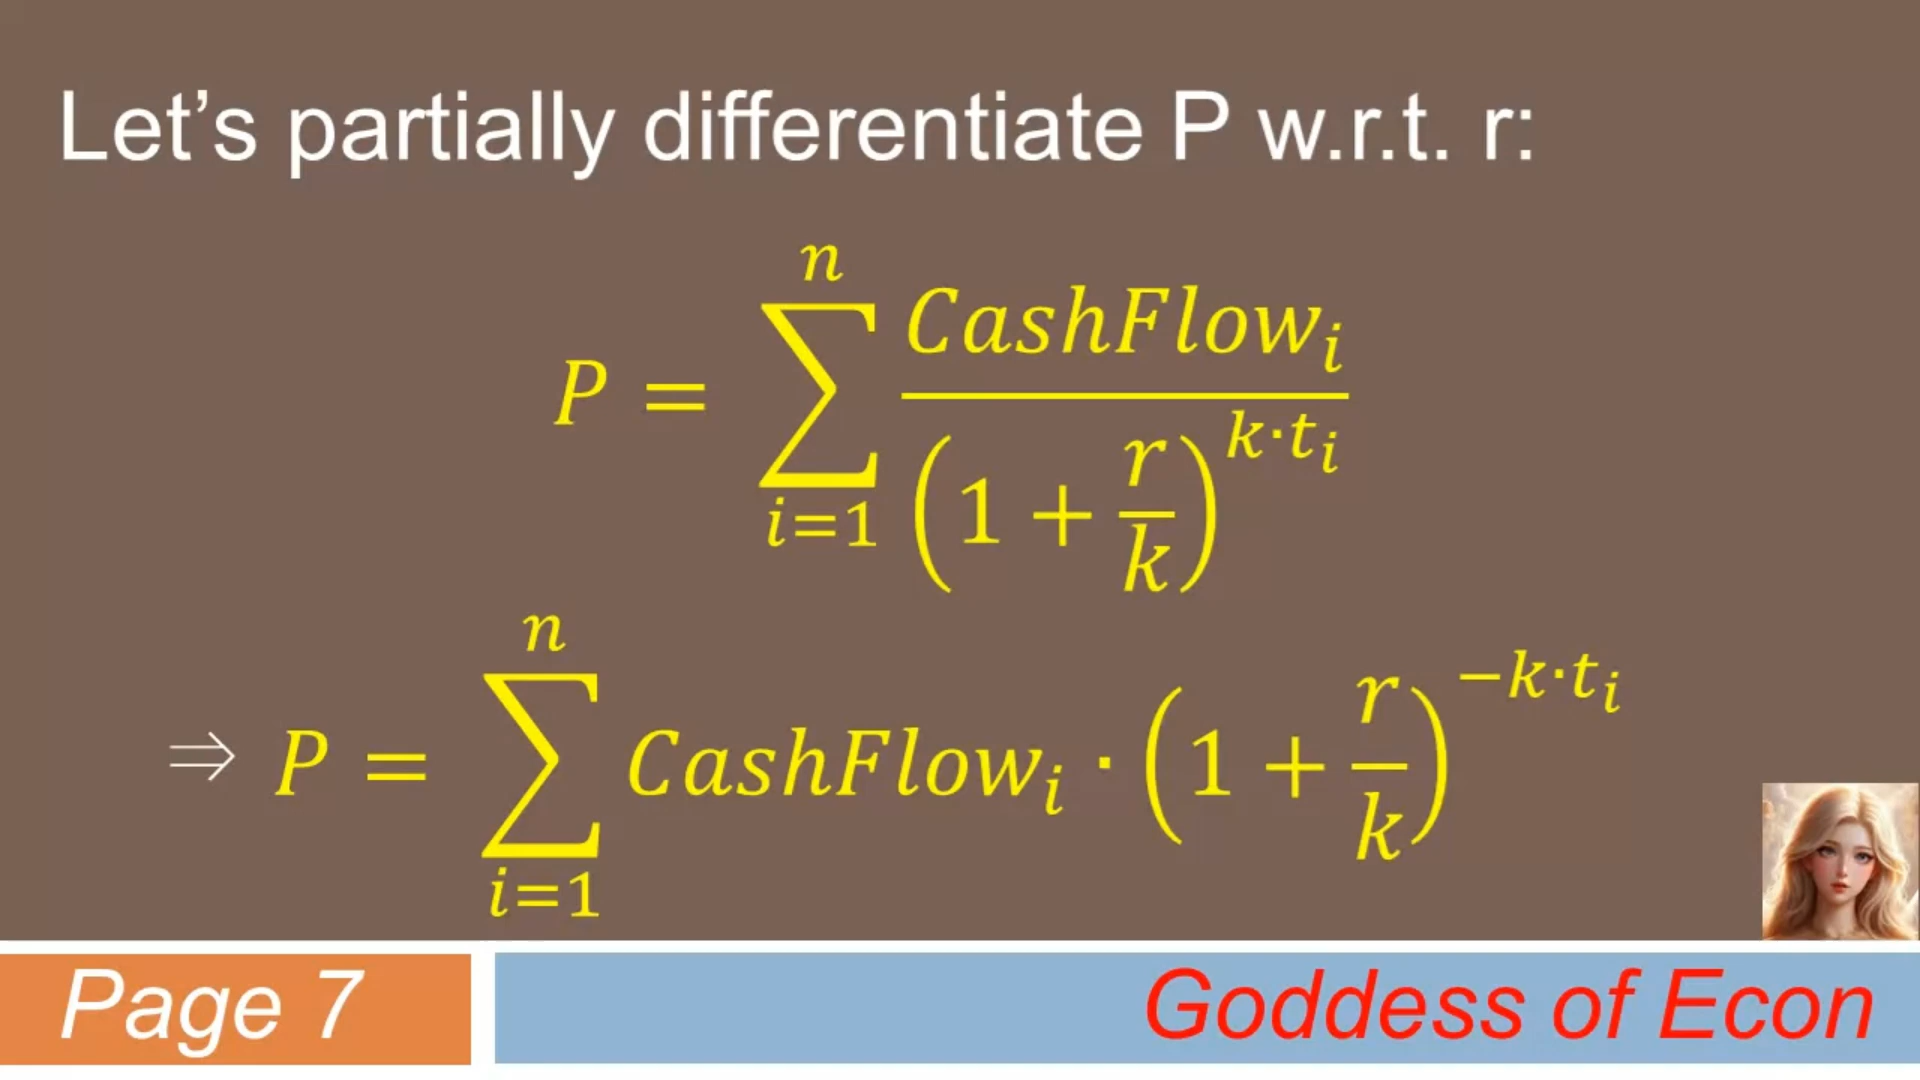 Let’s partially differentiate P w.r.t. r:
P = \sum_{i=1}^{n} \frac{CashFlow_i}{\left(1 + \frac{r}{k}\right)^{k \cdot t_i}}
⇒ P = \sum_{i=1}^{n} CashFlow_i \cdot \left(1 + \frac{r}{k}\right)^{-k \cdot t_i}
Page 7
Goddess of Econ